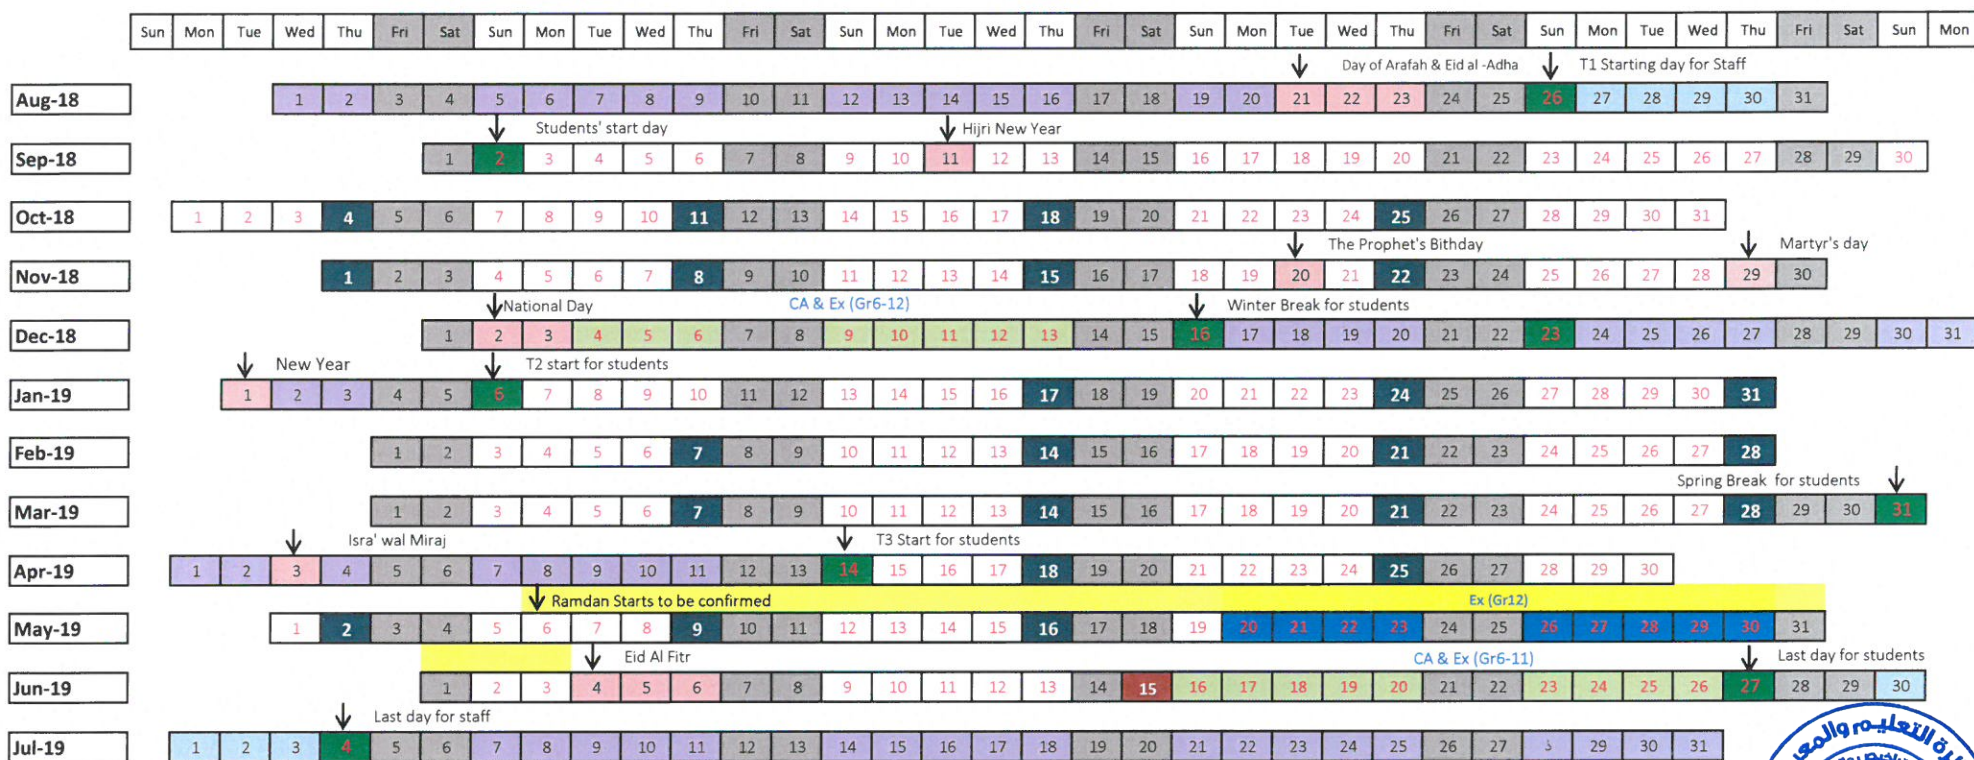 Sun Mon Tue Wed Thu Fri Sat Sun Mon Tue Wed Thu Fri Sat Sun Mon Tue Wed Thu Fri Sat Sun Mon Tue Wed Thu Fri Sat Sun Mon Tue Wed Thu Fri Sat Sun Mon
Day of Arafah & Eid al -Adha T1 Starting day for Staff
Aug-18 1 2 3 4 5 6 7 8 9 10 11 12 13 14 15 16 17 18 19 20 21 22 23 24 25 26 27 28 29 30 31
Students' start day Hijri New Year
Sep-18 1 2 3 4 5 6 7 8 9 10 11 12 13 14 15 16 17 18 19 20 21 22 23 24 25 26 27 28 29 30
Oct-18 1 2 3 4 5 6 7 8 9 10 11 12 13 14 15 16 17 18 19 20 21 22 23 24 25 26 27 28 29 30 31
The Prophet's Bithday Martyr's day
Nov-18 1 2 3 4 5 6 7 8 9 10 11 12 13 14 15 16 17 18 19 20 21 22 23 24 25 26 27 28 29 30
National Day CA & Ex (Gr6-12) Winter Break for students
Dec-18 1 2 3 4 5 6 7 8 9 10 11 12 13 14 15 16 17 18 19 20 21 22 23 24 25 26 27 28 29 30 31
New Year T2 start for students
Jan-19 1 2 3 4 5 6 7 8 9 10 11 12 13 14 15 16 17 18 19 20 21 22 23 24 25 26 27 28 29 30 31
Feb-19 1 2 3 4 5 6 7 8 9 10 11 12 13 14 15 16 17 18 19 20 21 22 23 24 25 26 27 28
Spring Break for students
Mar-19 1 2 3 4 5 6 7 8 9 10 11 12 13 14 15 16 17 18 19 20 21 22 23 24 25 26 27 28 29 30 31
Isra' wal Miraj T3 Start for students
Apr-19 1 2 3 4 5 6 7 8 9 10 11 12 13 14 15 16 17 18 19 20 21 22 23 24 25 26 27 28 29 30
Ramdan Starts to be confirmed Ex (Gr12)
May-19 1 2 3 4 5 6 7 8 9 10 11 12 13 14 15 16 17 18 19 20 21 22 23 24 25 26 27 28 29 30 31
Eid Al Fitr CA & Ex (Gr6-11) Last day for students
Jun-19 1 2 3 4 5 6 7 8 9 10 11 12 13 14 15 16 17 18 19 20 21 22 23 24 25 26 27 28 29 30
Last day for staff
Jul-19 1 2 3 4 5 6 7 8 9 10 11 12 13 14 15 16 17 18 19 20 21 22 23 24 25 26 27 29 30 31